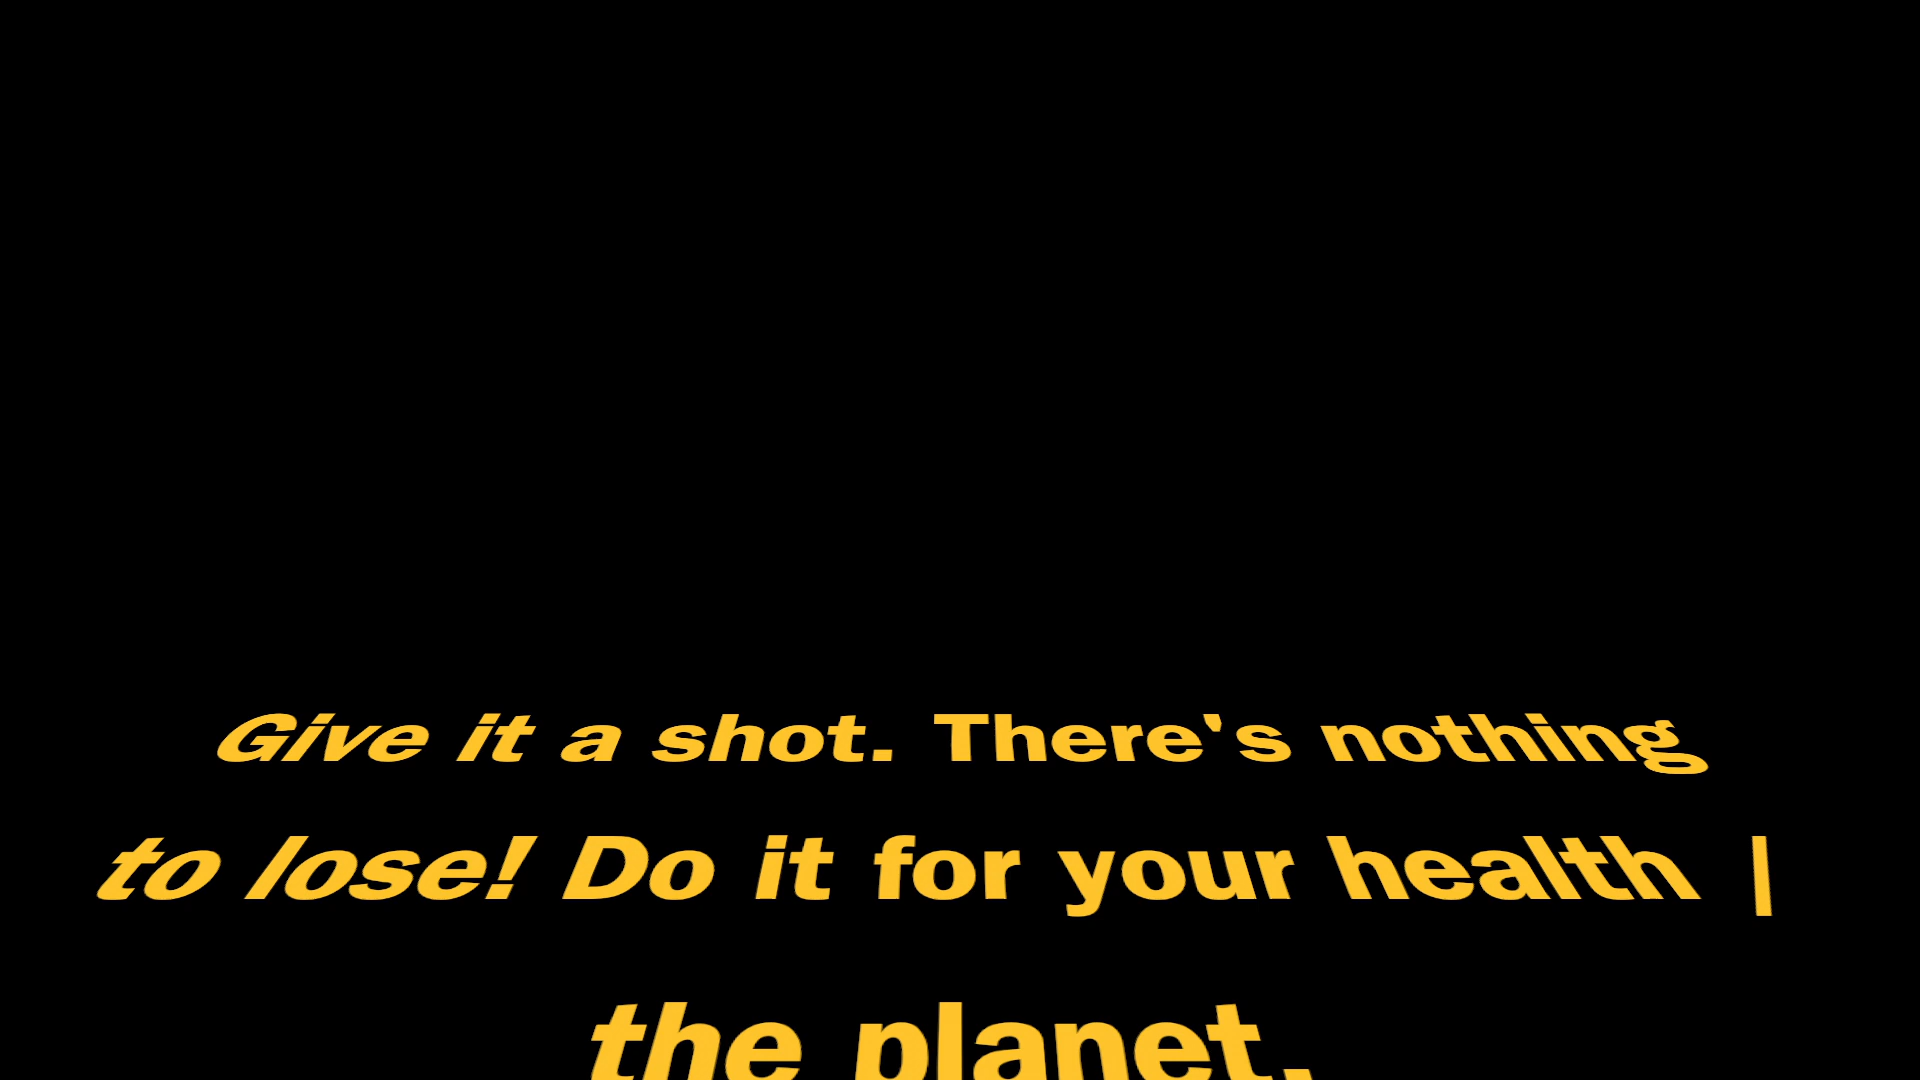 Give it a shot. There's nothing
to lose! Do it for your health |
the planet.